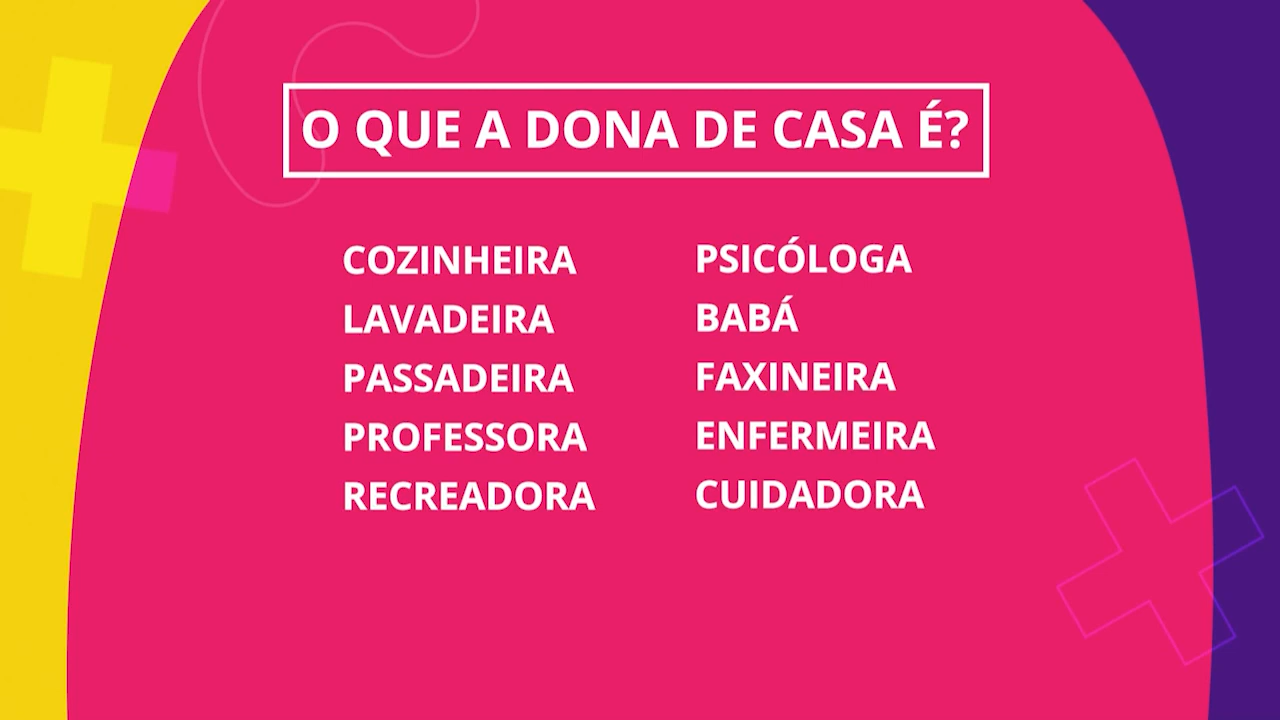 O QUE A DONA DE CASA É?
COZINHEIRA
LAVADEIRA
PASSADEIRA
PROFESSORA
RECREADORA
PSICÓLOGA
BABÁ
FAXINEIRA
ENFERMEIRA
CUIDADORA